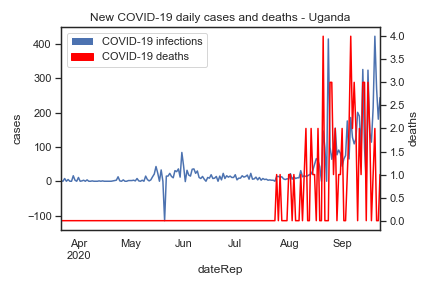 New COVID-19 daily cases and deaths - Uganda
COVID-19 infections
COVID-19 deaths
400
300
200
100
0
−100
cases
4.0
3.5
3.0
2.5
2.0
1.5
1.0
0.5
0.0
deaths
Apr May Jun Jul Aug Sep
2020
dateRep